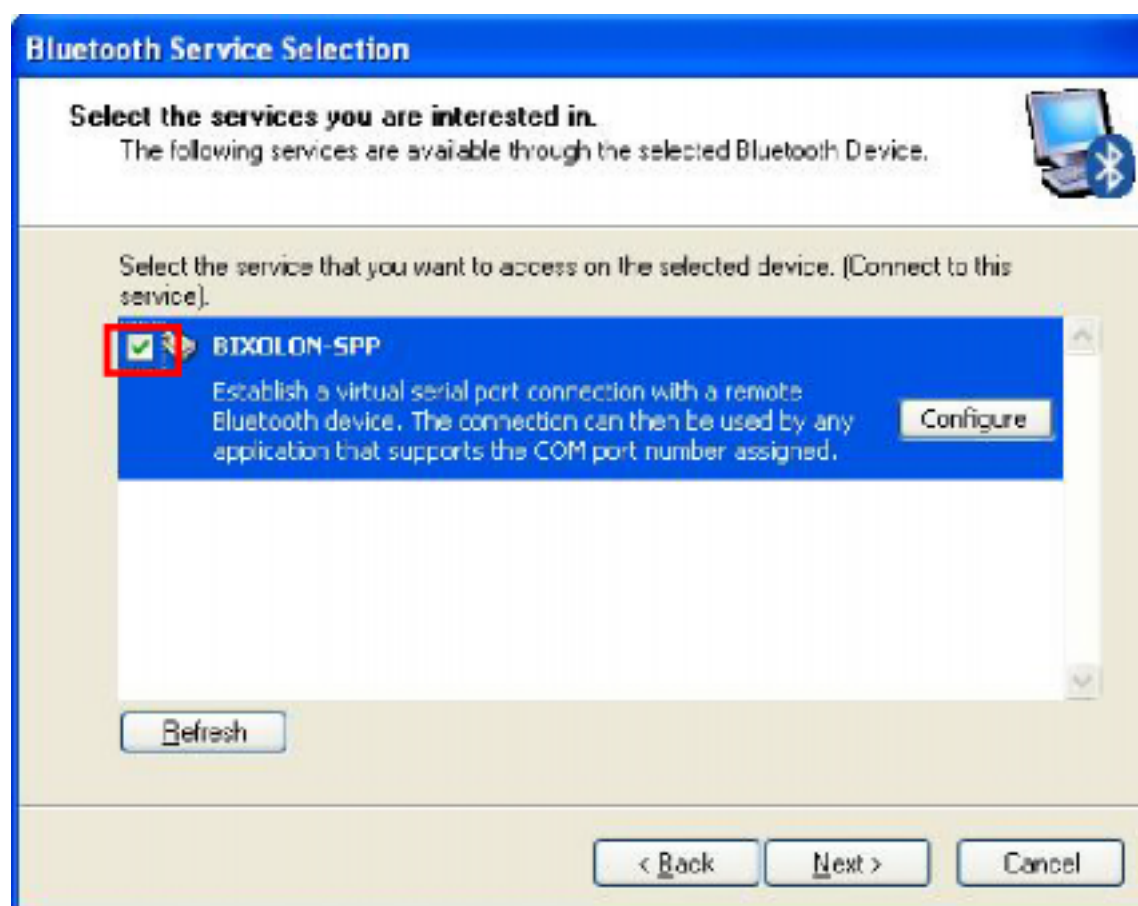 Bluetooth Service Selection
Select the services you are interested in.
The following services are available through the selected Bluetooth Device.
Select the service that you want to access on the selected device. (Connect to this
service).
BIXOLON-SPP
Establish a virtual serial port connection with a remote
Bluetooth device. The connection can then be used by any
application that supports the COM port number assigned.
Configure
Refresh
< Back
Next >
Cancel